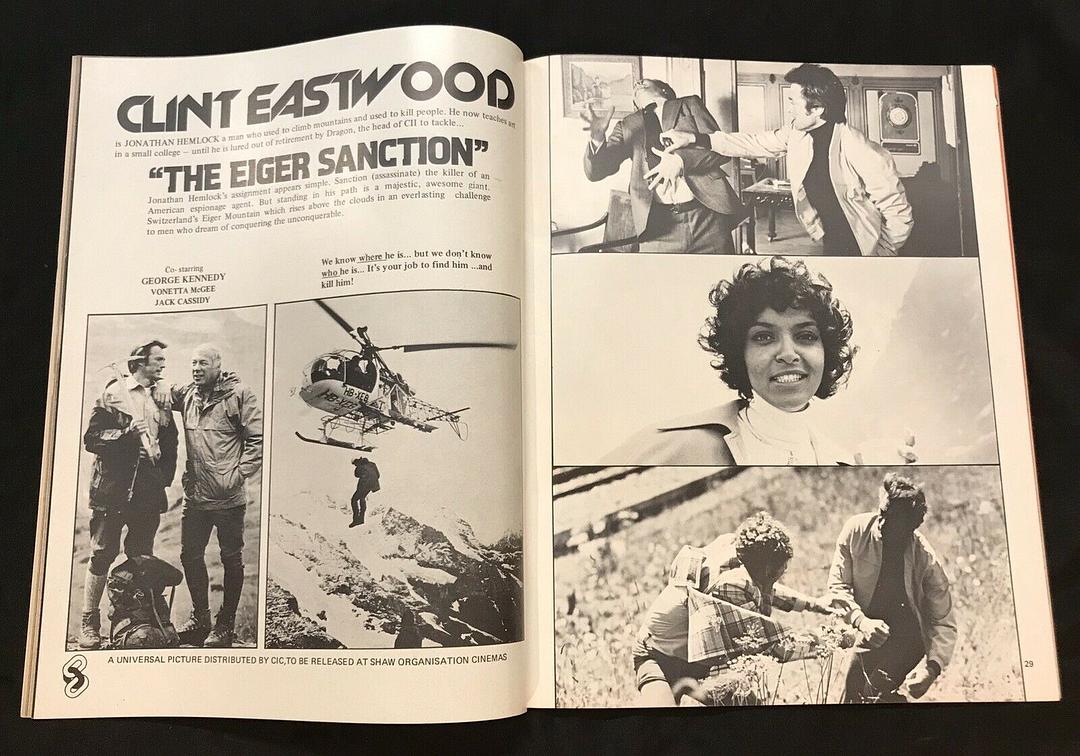 CLINT EASTWOOD
is JONATHAN HEMLOCK a man who used to climb mountains and used to kill people. He now teaches art
in a small college – until he is lured out of retirement by Dragon, the head of CII to tackle...
“THE EIGER SANCTION”
Jonathan Hemlock's assignment appears simple. Sanction (assassinate) the killer of an
American espionage agent. But standing in his path is a majestic, awesome giant.
Switzerland's Eiger Mountain which rises above the clouds in an everlasting challenge
to men who dream of conquering the unconquerable.
Co-starring
GEORGE KENNEDY
VONETTA McGEE
JACK CASSIDY
We know where he is... but we don't know
who he is... It's your job to find him ...and
kill him!
HB-XEB
A UNIVERSAL PICTURE DISTRIBUTED BY CIC,TO BE RELEASED AT SHAW ORGANISATION CINEMAS
29